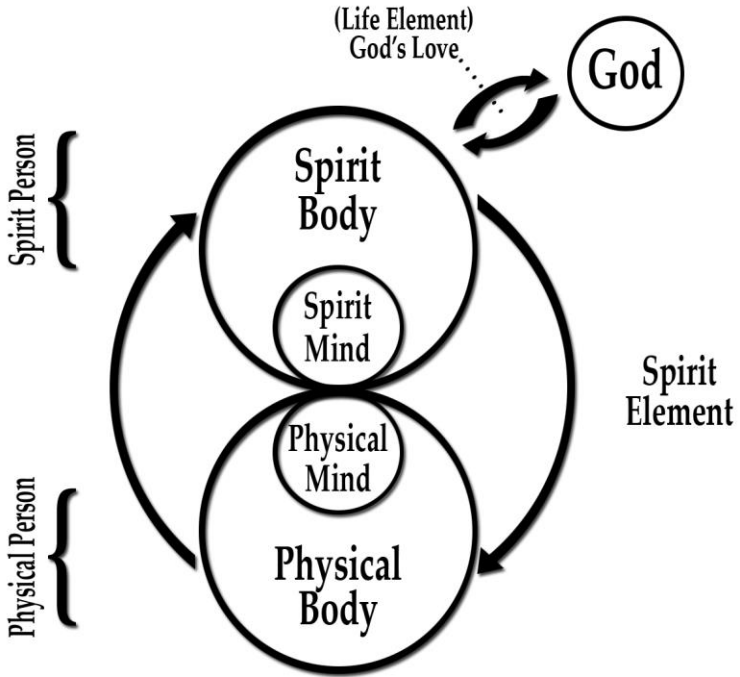 (Life Element)
God's Love
God
Spirit Person
Spirit
Body
Spirit
Mind
Spirit
Element
Physical
Mind
Physical Person
Physical
Body